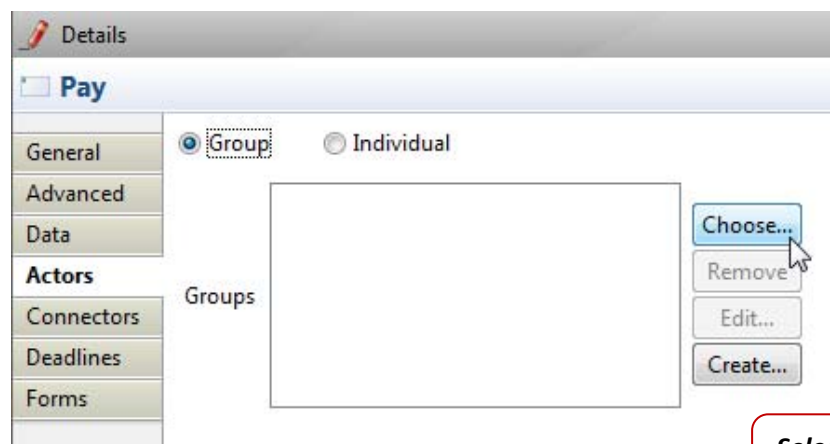 Details
Pay
General
Advanced
Data
Actors
Connectors
Deadlines
Forms
Group Individual
Groups
Choose...
Remove
Edit...
Create...